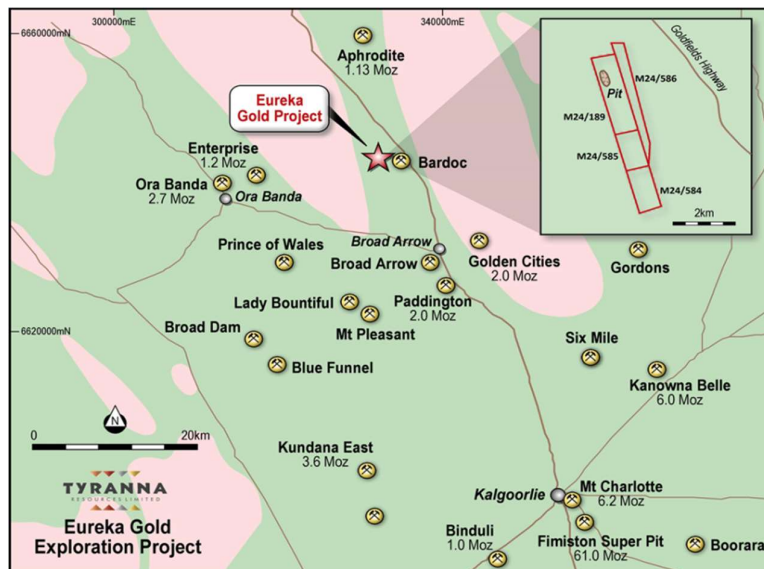 300000mE
340000mE
6660000mN
Aphrodite
1.13 Moz
Eureka
Gold Project
Enterprise
1.2 Moz
Bardoc
Ora Banda
2.7 Moz
Ora Banda
Goldfields Highway
M24/586
Pit
M24/189
M24/585
M24/584
2km
Prince of Wales
Broad Arrow
Broad Arrow
Golden Cities
2.0 Moz
Gordons
Lady Bountiful
Paddington
2.0 Moz
Mt Pleasant
6620000mN
Broad Dam
Blue Funnel
Six Mile
Kanowna Belle
6.0 Moz
N
0
20km
Kundana East
3.6 Moz
TYRANNA
RESOURCES LIMITED
Eureka Gold
Exploration Project
Kalgoorlie
Mt Charlotte
6.2 Moz
Binduli
1.0 Moz
Fimiston Super Pit
61.0 Moz
Boorara